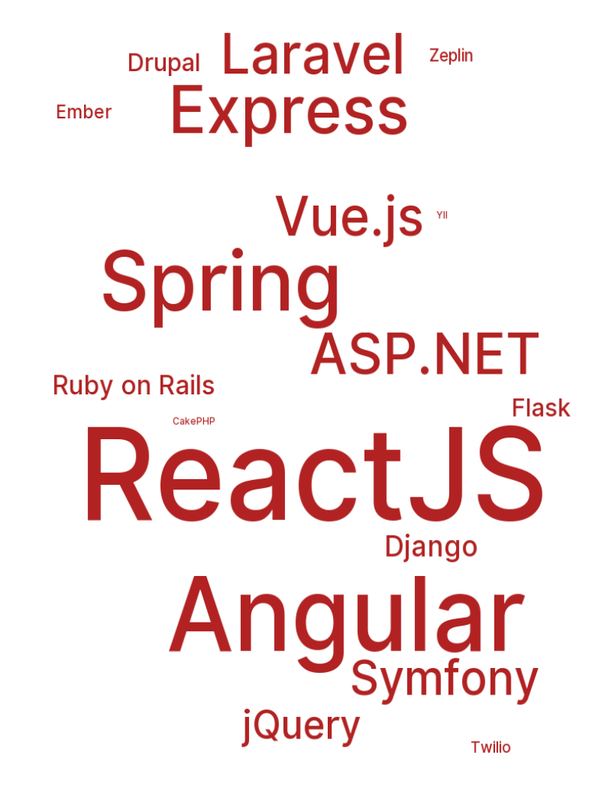 Laravel
Drupal
Zeplin
Express
Ember
Vue.js
YII
Spring
ASP.NET
Ruby on Rails
Flask
CakePHP
ReactJS
Django
Angular
Symfony
jQuery
Twilio